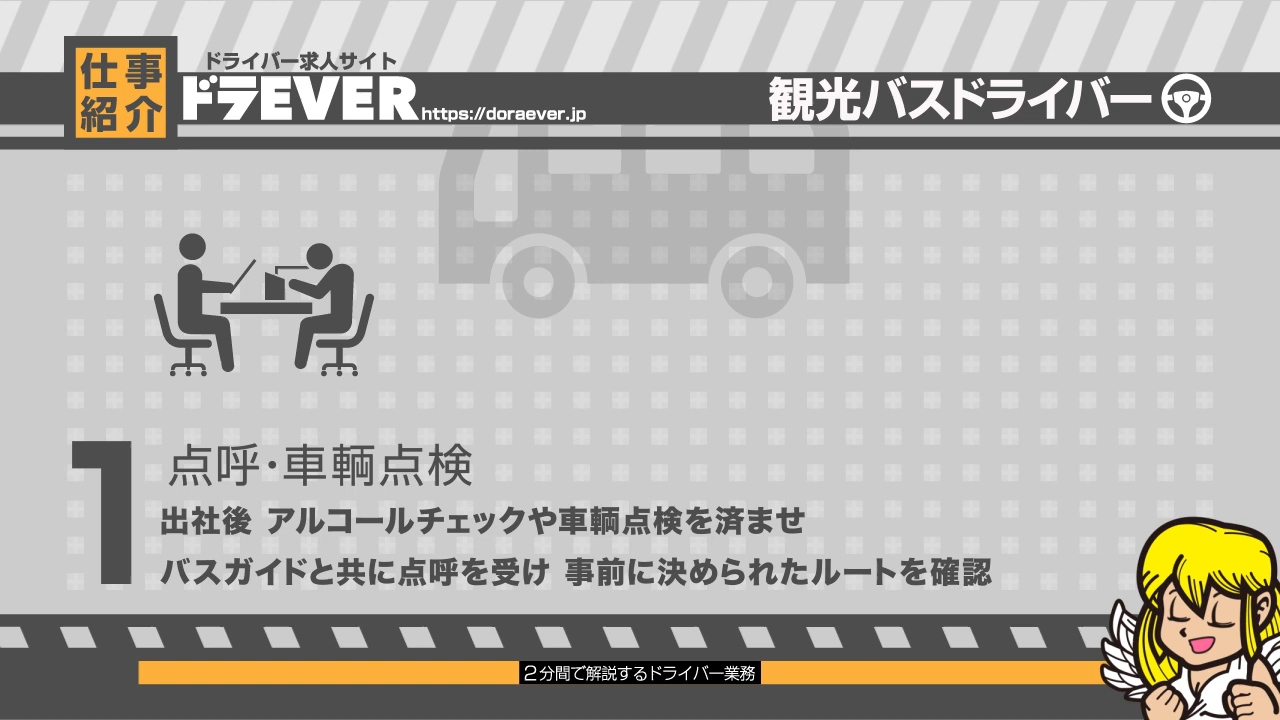 仕事
紹介
ドライバー求人サイト
ドラEVER
https://doraever.jp
観光バスドライバー
1
点呼・車輌点検
出社後 アルコールチェックや車輌点検を済ませ
バスガイドと共に点呼を受け 事前に決められたルートを確認
2分間で解説するドライバー業務